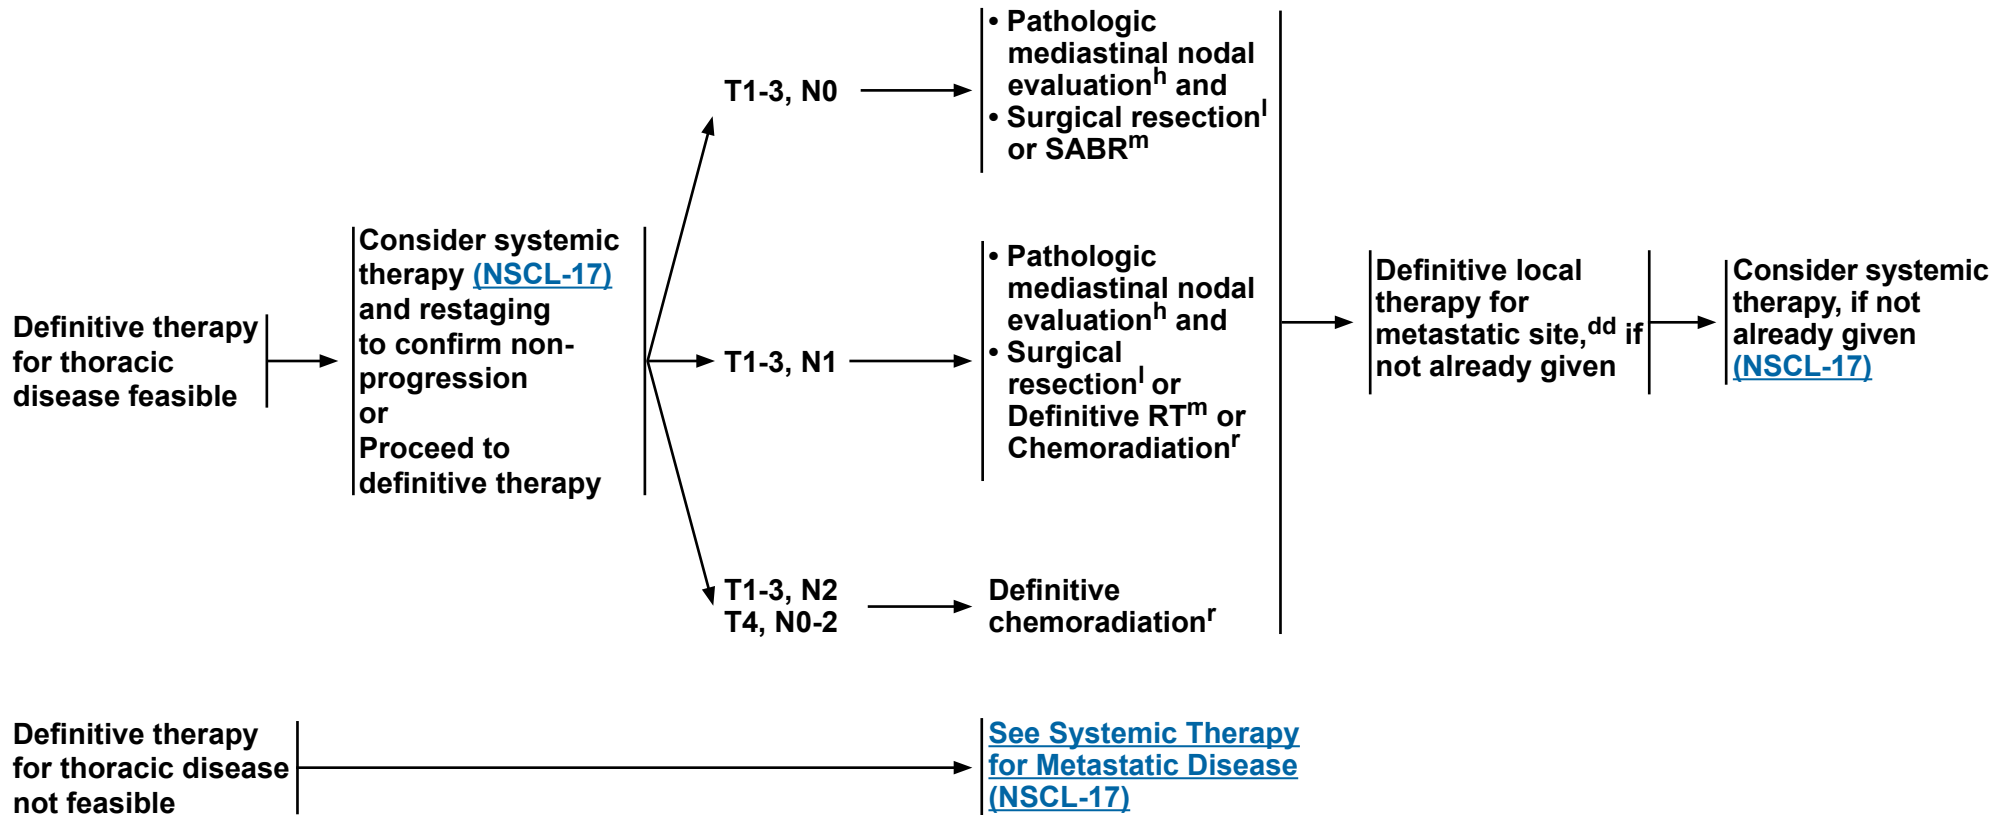 Definitive therapy
for thoracic
disease feasible
Consider systemic
therapy (NSCL-17)
and restaging
to confirm non-
progression
or
Proceed to
definitive therapy
T1-3, N0
• Pathologic
mediastinal nodal
evaluationh and
• Surgical resectionl
or SABRm
T1-3, N1
• Pathologic
mediastinal nodal
evaluationh and
• Surgical
resectionl or
Definitive RTm or
Chemoradiationr
T1-3, N2
T4, N0-2
Definitive
chemoradiationr
Definitive local
therapy for
metastatic site,dd if
not already given
Consider systemic
therapy, if not
already given
(NSCL-17)
Definitive therapy
for thoracic disease
not feasible
See Systemic Therapy
for Metastatic Disease
(NSCL-17)